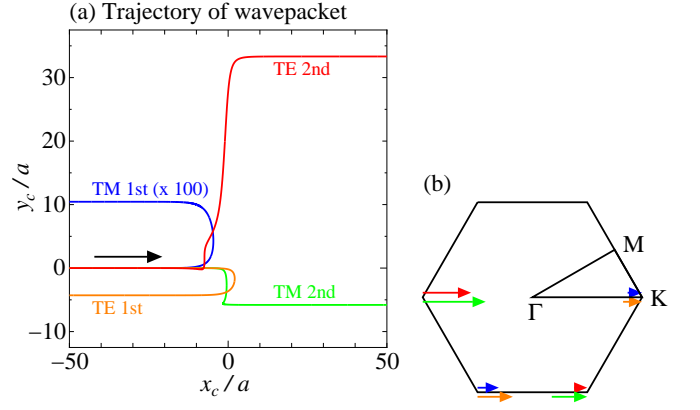 (a) Trajectory of wavepacket
30
TE 2nd
20
y_c/a
TM 1st (x 100)
10
(b)
M
0
TE 1st
TM 2nd
Γ
K
−10
−50
0
50
x_c/a